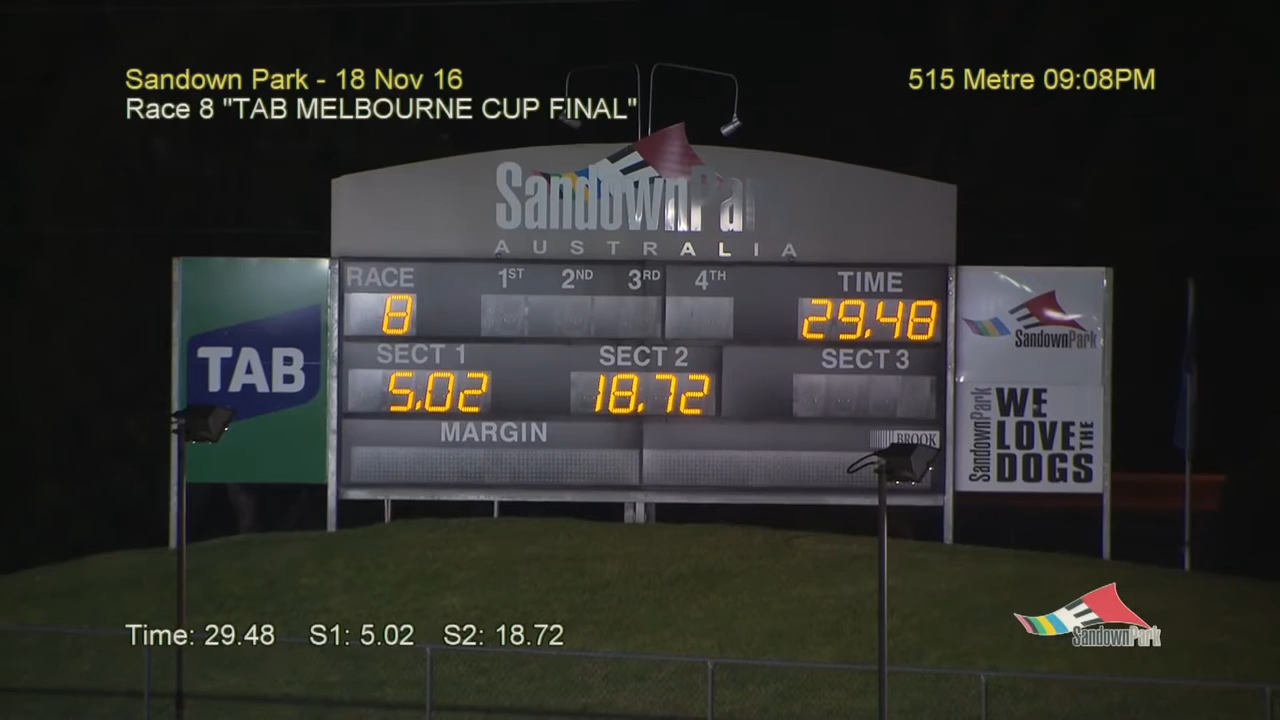 Sandown Park - 18 Nov 16
515 Metre 09:08PM
Race 8 "TAB MELBOURNE CUP FINAL"
SandownPa
AUSTRALIA
RACE 1ST 2ND 3RD 4TH TIME
8 29.48
SECT 1 SECT 2 SECT 3
5.02 18.72
MARGIN
BROOK
TAB
SandownPark
SandownPark
WE
LOVE THE
DOGS
Time: 29.48 S1: 5.02 S2: 18.72
SandownPark